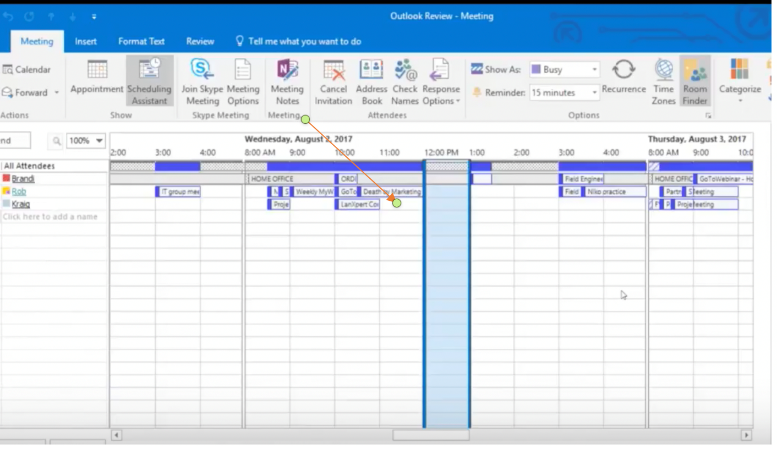 Outlook Review - Meeting
Meeting Insert Format Text Review Tell me what you want to do
Calendar
Forward
Appointment Scheduling Assistant
Join Skype Meeting
Meeting Options
Meeting Notes
Cancel Invitation
Address Book
Check Names
Response Options
Show As: Busy
Reminder: 15 minutes
Recurrence
Time Zones
Room Finder
Categorize
Actions Show Skype Meeting Meeting Attendees Options
100%
Wednesday, August 2, 2017 Thursday, August 3, 2017
2:00 3:00 4:00 8:00 AM 9:00 10:00 11:00 12:00 PM 1:00 2:00 3:00 4:00 8:00 AM 9:00 10:0
All Attendees
Brandi HOME OFFICE ORD Field Enginee HOME OFFIC GoToWebinar - Ho
Rob IT group mee S Weekly MyW GoTo Death by Marketing Field Niko practice Partn Sleeting
Kraig Proje LanXpert Co Proje eeting
Click here to add a name